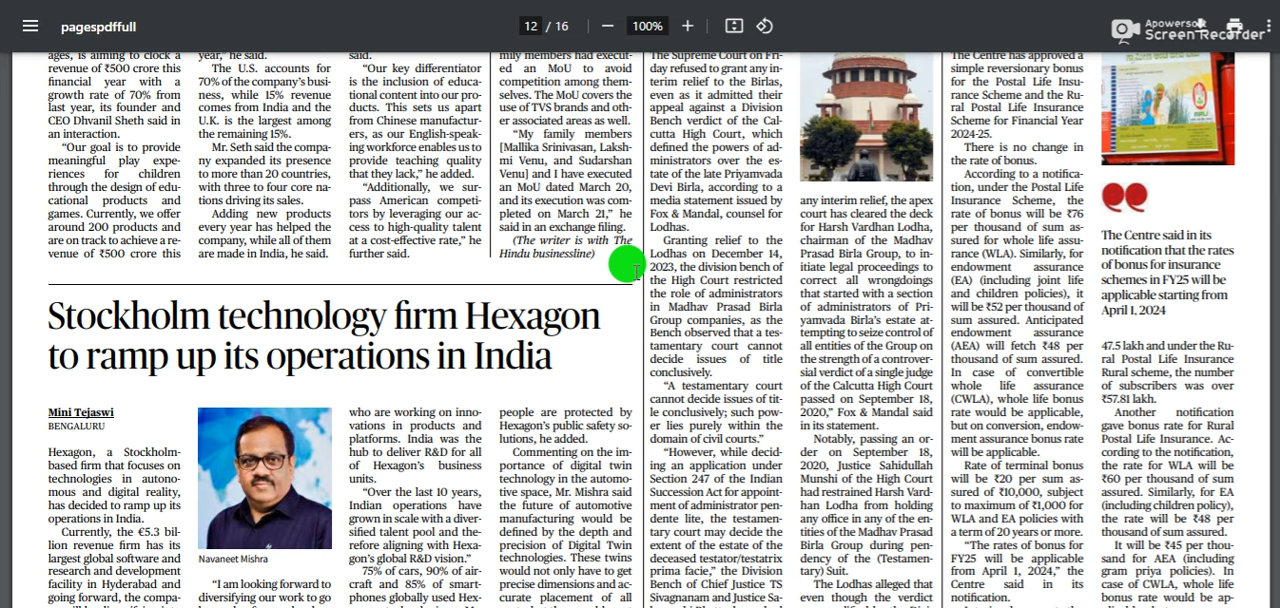 pagespdffull
12 / 16
100%
Apowersoft
Screen Recorder
ages, is aiming to clock a
revenue of ₹500 crore this
financial year with a
growth rate of 70% from
last year, its founder and
CEO Dhvanil Sheth said in
an interaction.
“Our goal is to provide
meaningful play expe-
riences for children
through the design of edu-
cational products and
games. Currently, we offer
around 200 products and
are on track to achieve a re-
venue of ₹500 crore this
year,” he said.
The U.S. accounts for
70% of the company’s busi-
ness, while 15% revenue
comes from India and the
U.K. is the largest among
the remaining 15%.
Mr. Seth said the compa-
ny expanded its presence
to more than 20 countries,
with three to four core na-
tions driving its sales.
Adding new products
every year has helped the
company, while all of them
are made in India, he said.
said.
“Our key differentiator
is the inclusion of educa-
tional content into our pro-
ducts. This sets us apart
from Chinese manufactur-
ers, as our English-speak-
ing workforce enables us to
provide teaching quality
that they lack,” he added.
“Additionally, we sur-
pass American competi-
tors by leveraging our ac-
cess to high-quality talent
at a cost-effective rate,” he
further said.
mily members had execut-
ed an MoU to avoid
competition among them-
selves. The MoU covers the
use of TVS brands and oth-
er associated areas as well.
“My family members
[Mallika Srinivasan, Laksh-
mi Venu, and Sudarshan
Venu] and I have executed
an MoU dated March 20,
and its execution was com-
pleted on March 21,” he
said in an exchange filing.
(The writer is with The
Hindu businessline)
Stockholm technology firm Hexagon
to ramp up its operations in India
Mini Tejaswi
BENGALURU
Hexagon, a Stockholm-
based firm that focuses on
technologies in autono-
mous and digital reality,
has decided to ramp up its
operations in India.
Currently, the €5.3 bil-
lion revenue firm has its
largest global software and
research and development
facility in Hyderabad and
going forward, the compa-
Navaneet Mishra
“I am looking forward to
diversifying our work to go
who are working on inno-
vations in products and
platforms. India was the
hub to deliver R&D for all
of Hexagon’s business
units.
“Over the last 10 years,
Indian operations have
grown in scale with a diver-
sified talent pool and the-
refore aligning with Hexa-
gon’s global R&D vision.”
75% of cars, 90% of air-
craft and 85% of smart-
phones globally used Hex-
people are protected by
Hexagon’s public safety so-
lutions, he added.
Commenting on the im-
portance of digital twin
technology in the automo-
tive space, Mr. Mishra said
the future of automotive
manufacturing would be
defined by the depth and
precision of Digital Twin
technologies. These twins
would not only have to get
precise dimensions and ac-
curate placement of all
The Supreme Court on Fri-
day refused to grant any in-
terim relief to the Birlas,
even as it admitted their
appeal against a Division
Bench verdict of the Cal-
cutta High Court, which
defined the powers of ad-
ministrators over the es-
tate of the late Priyamvada
Devi Birla, according to a
media statement issued by
Fox & Mandal, counsel for
Lodhas.
Granting relief to the
Lodhas on December 14,
2023, the division bench of
the High Court restricted
the role of administrators
in Madhav Prasad Birla
Group companies, as the
Bench observed that a tes-
tamentary court cannot
decide issues of title
conclusively.
“A testamentary court
cannot decide issues of tit-
le conclusively; such pow-
er lies purely within the
domain of civil courts.”
“However, while decid-
ing an application under
Section 247 of the Indian
Succession Act for appoint-
ment of administrator pen-
dente lite, the testamen-
tary court may decide the
extent of the estate of the
deceased testator/testatrix
prima facie,” the Division
Bench of Chief Justice TS
Sivagnanam and Justice Sa-
any interim relief, the apex
court has cleared the deck
for Harsh Vardhan Lodha,
chairman of the Madhav
Prasad Birla Group, to in-
itiate legal proceedings to
correct all wrongdoings
that started with a section
of administrators of Pri-
yamvada Birla’s estate at-
tempting to seize control of
all entities of the Group on
the strength of a controver-
sial verdict of a single judge
of the Calcutta High Court
passed on September 18,
2020,” Fox & Mandal said
in its statement.
Notably, passing an or-
der on September 18,
2020, Justice Sahidullah
Munshi of the High Court
had restrained Harsh Vard-
han Lodha from holding
any office in any of the en-
tities of the Madhav Prasad
Birla Group during pen-
dency of the (Testamen-
tary) Suit.
The Lodhas alleged that
even though the verdict
The Centre has approved a
simple reversionary bonus
for the Postal Life Insu-
rance Scheme and the Ru-
ral Postal Life Insurance
Scheme for Financial Year
2024-25.
There is no change in
the rate of bonus.
According to a notifica-
tion, under the Postal Life
Insurance Scheme, the
rate of bonus will be ₹76
per thousand of sum as-
sured for whole life assu-
rance (WLA). Similarly, for
endowment assurance
(EA) (including joint life
and children policies), it
will be ₹52 per thousand of
sum assured. Anticipated
endowment assurance
(AEA) will fetch ₹48 per
thousand of sum assured.
In case of convertible
whole life assurance
(CWLA), whole life bonus
rate would be applicable,
but on conversion, endow-
ment assurance bonus rate
will be applicable.
Rate of terminal bonus
will be ₹20 per sum as-
sured of ₹10,000, subject
to maximum of ₹1,000 for
WLA and EA policies with
a term of 20 years or more.
“The rates of bonus for
FY25 will be applicable
from April 1, 2024,” the
Centre said in its
notification.
The Centre said in its
notification that the rates
of bonus for insurance
schemes in FY25 will be
applicable starting from
April 1, 2024
47.5 lakh and under the Ru-
ral Postal Life Insurance
Rural scheme, the number
of subscribers was over
₹57.81 lakh.
Another notification
gave bonus rate for Rural
Postal Life Insurance. Ac-
cording to the notification,
the rate for WLA will be
₹60 per thousand of sum
assured. Similarly, for EA
(including children policy),
the rate will be ₹48 per
thousand of sum assured.
It will be ₹45 per thou-
sand for AEA (including
gram priya policies). In
case of CWLA, whole life
bonus rate would be ap-